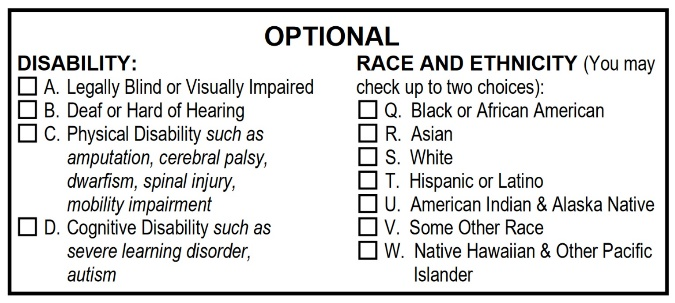 OPTIONAL
DISABILITY:
A. Legally Blind or Visually Impaired
B. Deaf or Hard of Hearing
C. Physical Disability such as
amputation, cerebral palsy,
dwarfism, spinal injury,
mobility impairment
D. Cognitive Disability such as
severe learning disorder,
autism
RACE AND ETHNICITY (You may
check up to two choices):
Q. Black or African American
R. Asian
S. White
T. Hispanic or Latino
U. American Indian & Alaska Native
V. Some Other Race
W. Native Hawaiian & Other Pacific
Islander